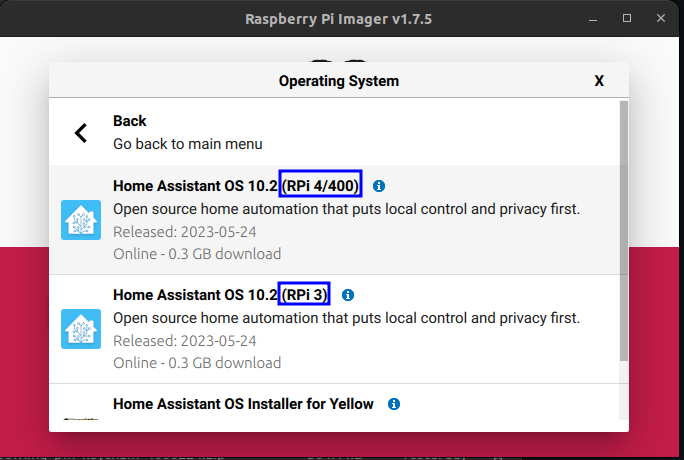 Raspberry Pi Imager v1.7.5
Operating System X
Back
Go back to main menu
Home Assistant OS 10.2 (RPi 4/400)
Open source home automation that puts local control and privacy first.
Released: 2023-05-24
Online - 0.3 GB download
Home Assistant OS 10.2 (RPi 3)
Open source home automation that puts local control and privacy first.
Released: 2023-05-24
Online - 0.3 GB download
Home Assistant OS Installer for Yellow